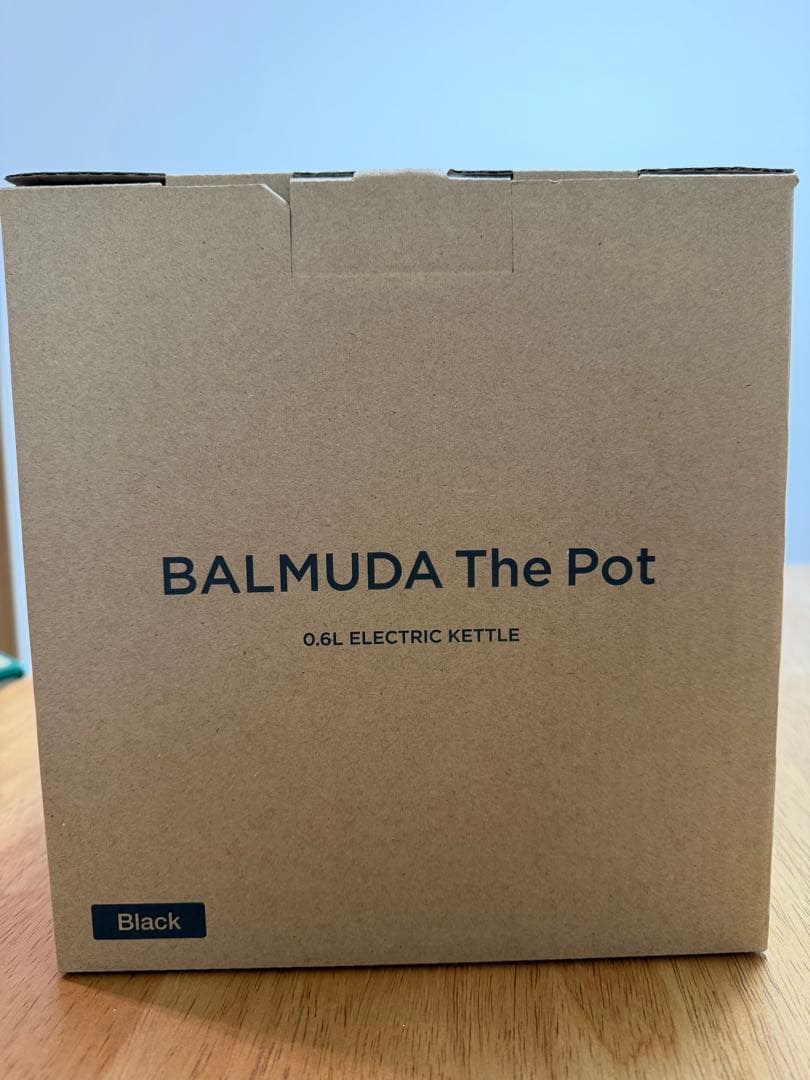 BALMUDA The Pot
0.6L ELECTRIC KETTLE
Black